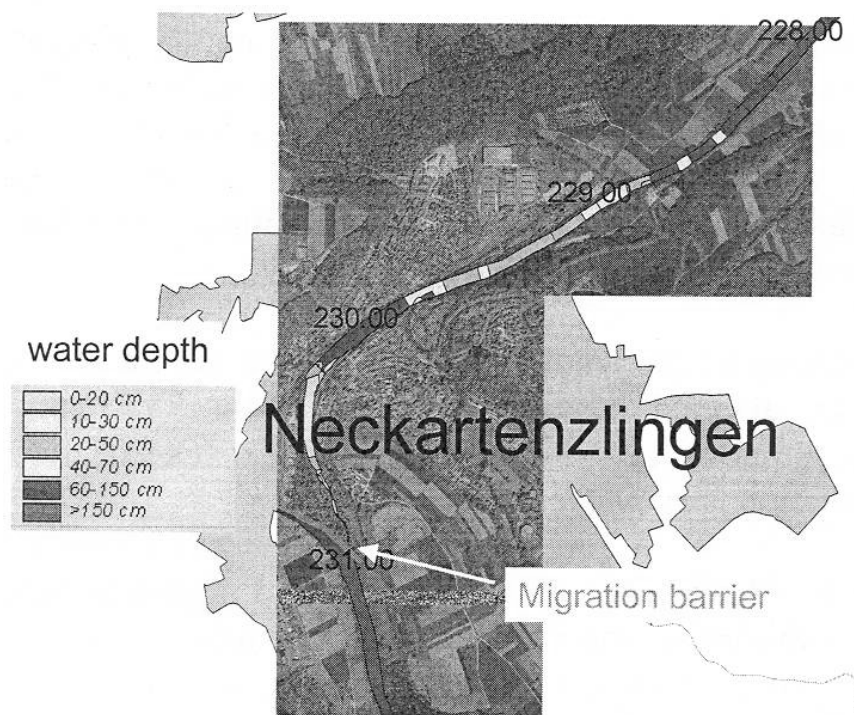 228.00
229.00
230.00
water depth
0-20 cm
10-30 cm
20-50 cm
40-70 cm
60-150 cm
>150 cm
Neckartenzlingen
231.00
Migration barrier